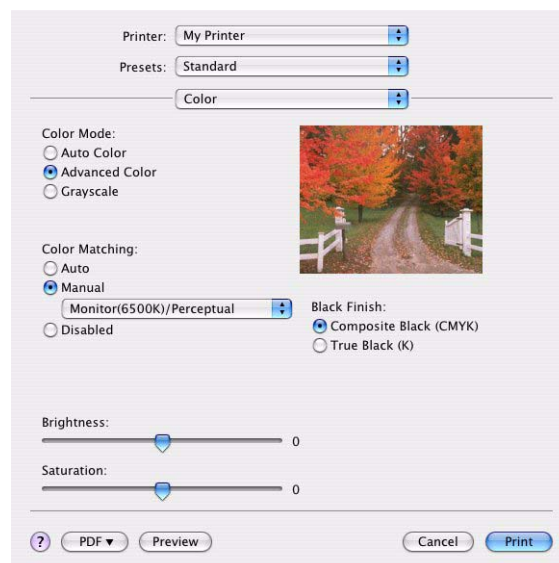 Printer: My Printer
Presets: Standard
Color
Color Mode:
Auto Color
Advanced Color
Grayscale
Color Matching:
Auto
Manual
Monitor(6500K)/Perceptual
Disabled
Black Finish:
Composite Black (CMYK)
True Black (K)
Brightness:
0
Saturation:
0
? PDF▼ Preview Cancel Print